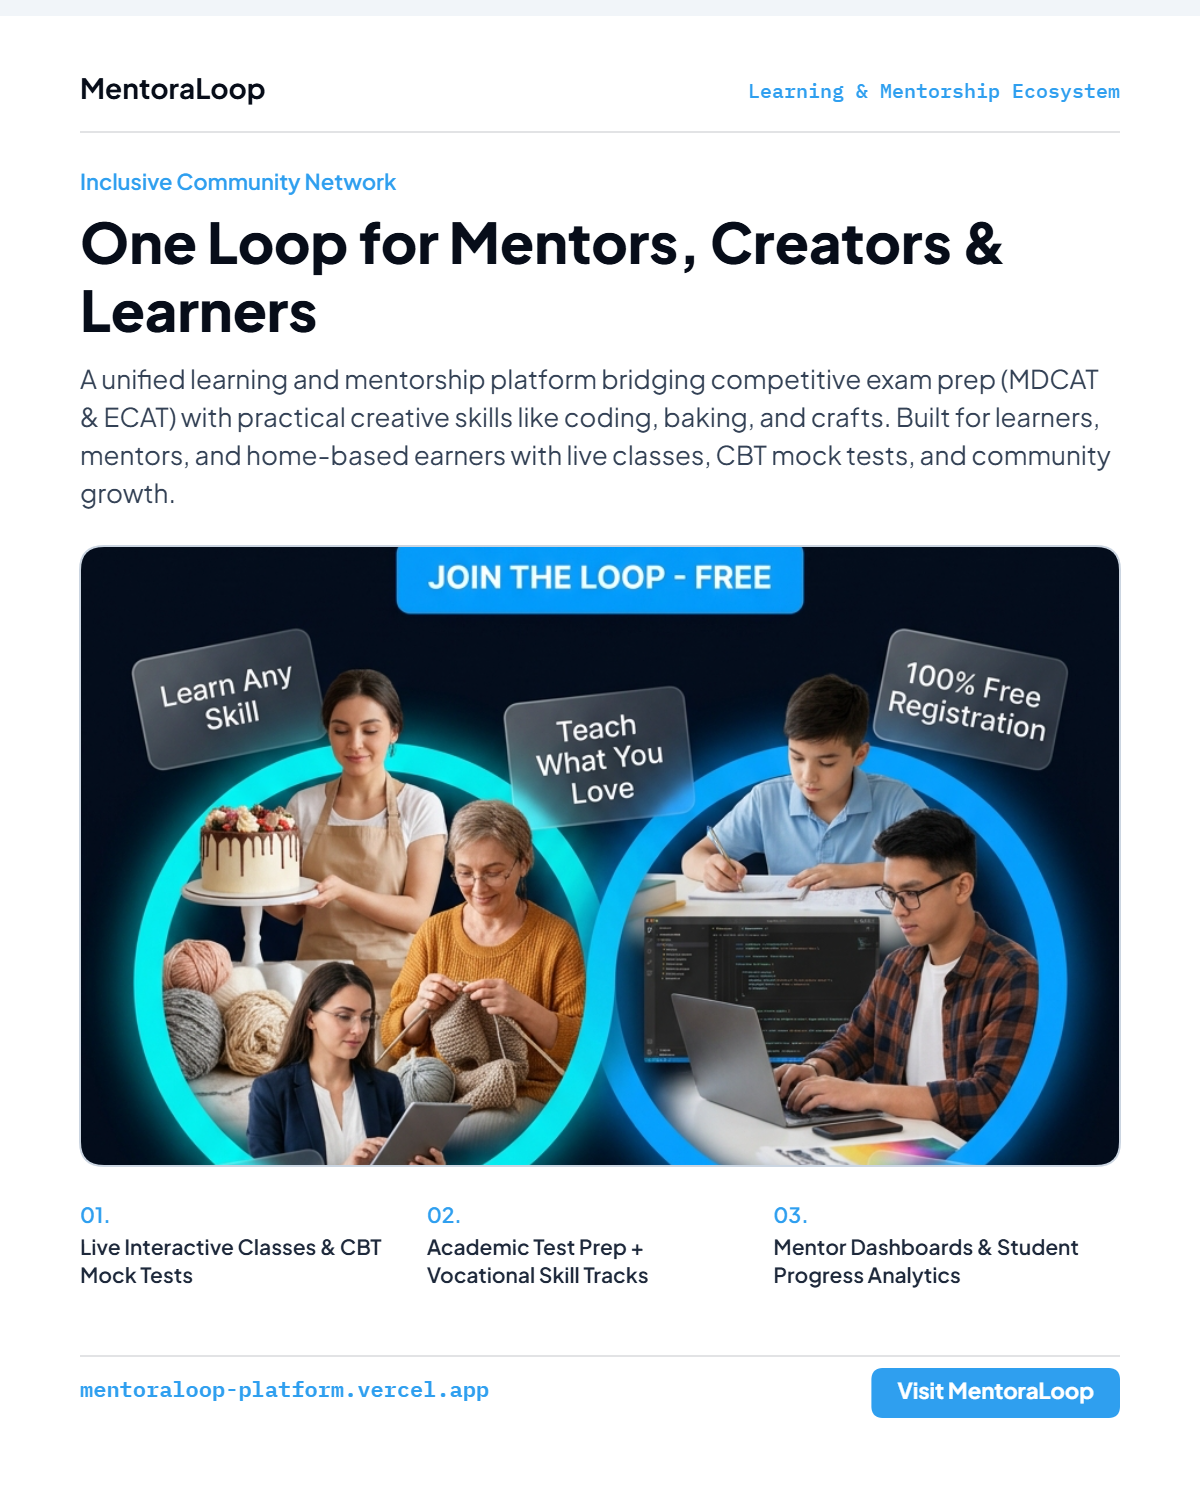 MentoraLoop
Learning & Mentorship Ecosystem
Inclusive Community Network
One Loop for Mentors, Creators &
Learners
A unified learning and mentorship platform bridging competitive exam prep (MDCAT
& ECAT) with practical creative skills like coding, baking, and crafts. Built for learners,
mentors, and home-based earners with live classes, CBT mock tests, and community
growth.
JOIN THE LOOP - FREE
Learn Any
Skill
Teach
What You
Love
100% Free
Registration
01.
Live Interactive Classes & CBT
Mock Tests
02.
Academic Test Prep +
Vocational Skill Tracks
03.
Mentor Dashboards & Student
Progress Analytics
mentoraloop-platform.vercel.app
Visit MentoraLoop